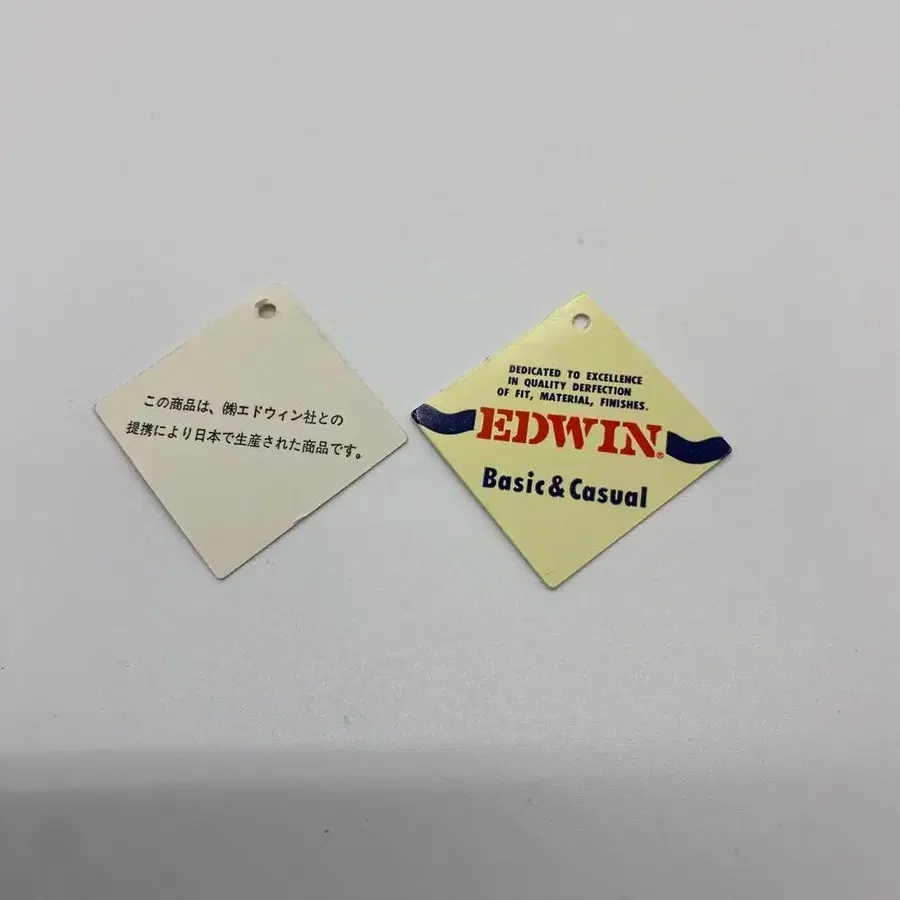 この商品は、㈱エドウィン社との
提携により日本で生産された商品です。
DEDICATED TO EXCELLENCE
IN QUALITY DERFECTION
OF FIT, MATERIAL, FINISHES.
EDWIN®
Basic&Casual